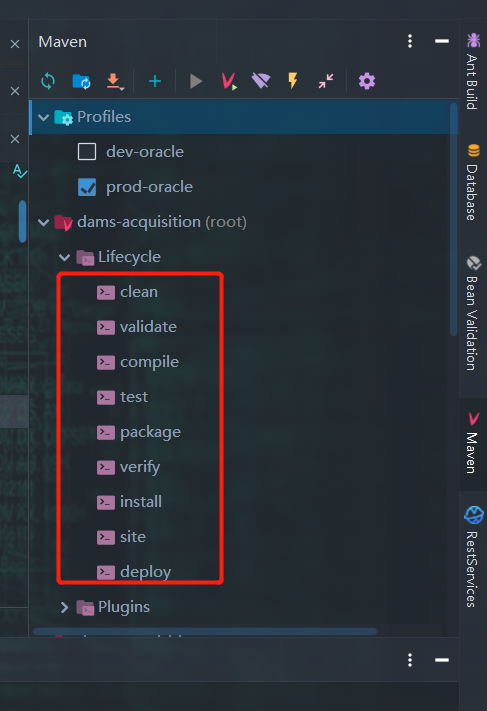 Maven
Profiles
dev-oracle
prod-oracle
dams-acquisition (root)
Lifecycle
clean
validate
compile
test
package
verify
install
site
deploy
Plugins
Ant Build
Database
Bean Validation
Maven
RestServices